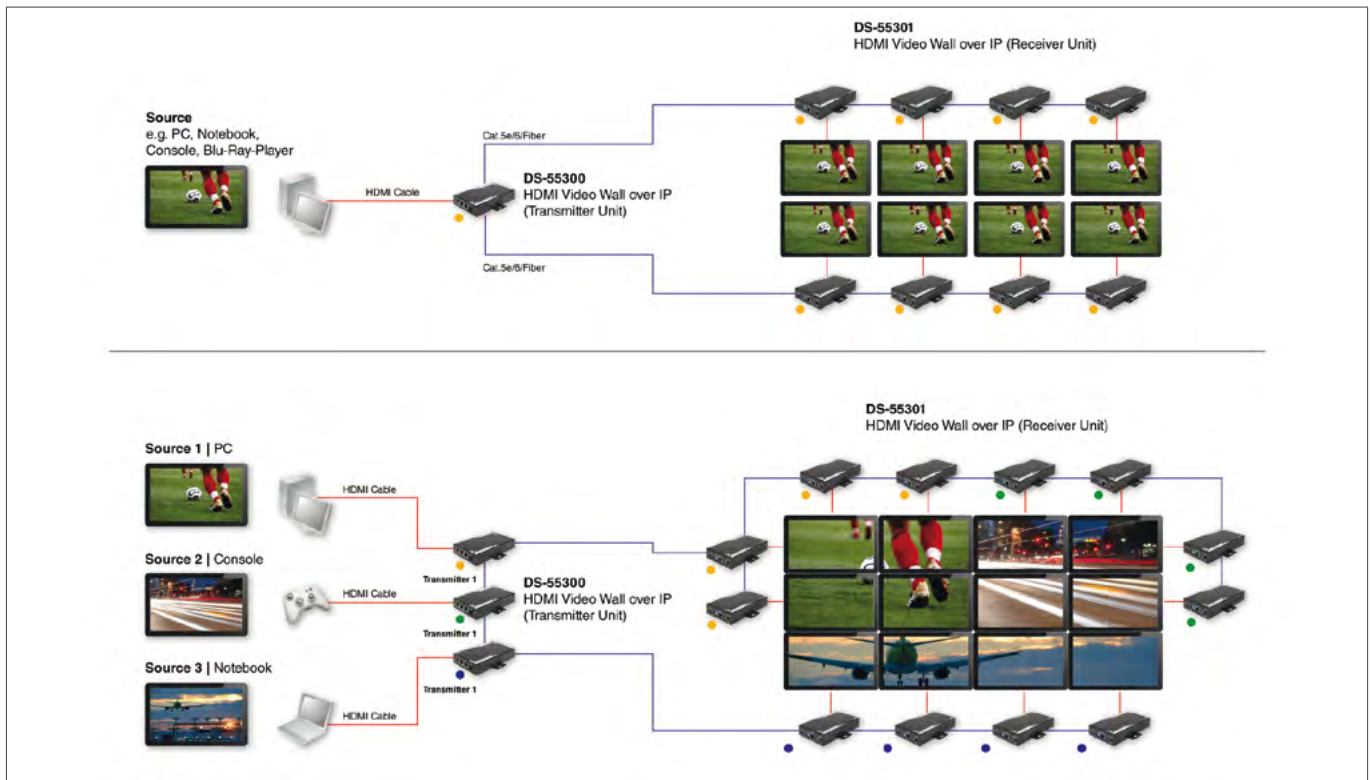 DS-55301
HDMI Video Wall over IP (Receiver Unit)
Source
e.g. PC, Notebook,
Console, Blu-Ray-Player
Cat.5e/6/Fiber
HDMI Cable
DS-55300
HDMI Video Wall over IP
(Transmitter Unit)
Cat.5e/6/Fiber
DS-55301
HDMI Video Wall over IP (Receiver Unit)
Source 1 | PC
HDMI Cable
Source 2 | Console
HDMI Cable
Transmitter 1
DS-55300
HDMI Video Wall over IP
(Transmitter Unit)
Transmitter 1
Source 3 | Notebook
Transmitter 1
HDMI Cable